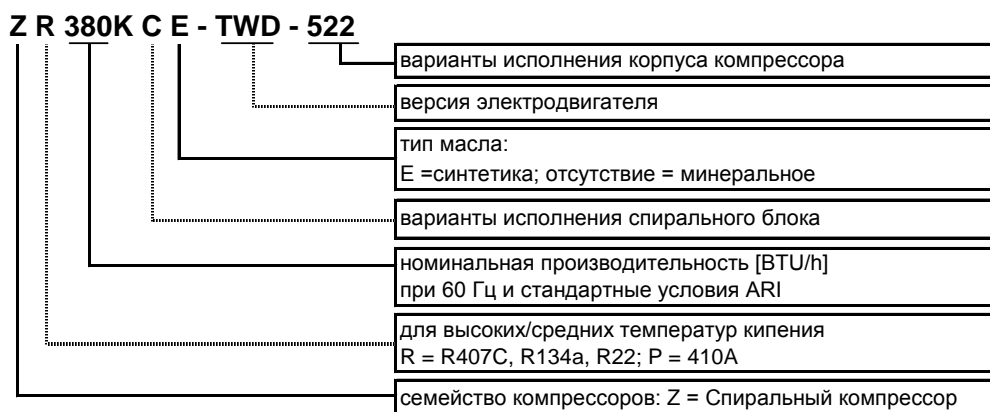 Z R 380K C E - TWD - 522
варианты исполнения корпуса компрессора
версия электродвигателя
тип масла:
E =синтетика; отсутствие = минеральное
варианты исполнения спирального блока
номинальная производительность [BTU/h]
при 60 Гц и стандартные условия ARI
для высоких/средних температур кипения
R = R407C, R134a, R22; P = 410A
семейство компрессоров: Z = Спиральный компрессор